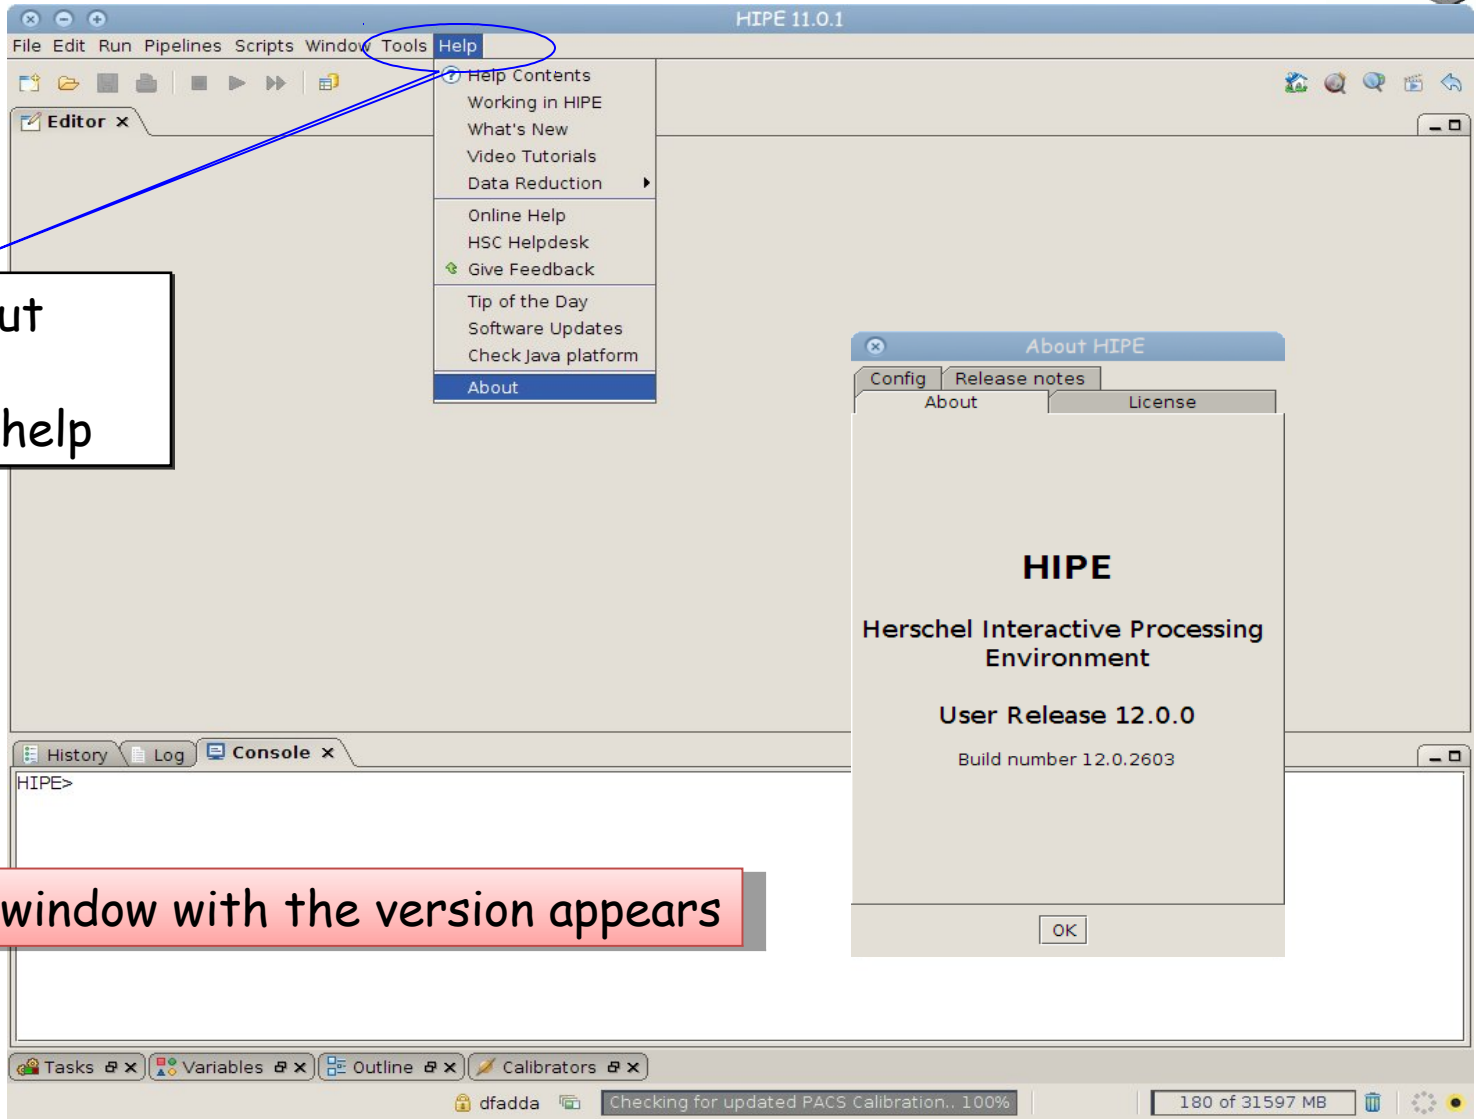 HIPE 11.0.1
File Edit Run Pipelines Scripts Window Tools Help
Help Contents
Working in HIPE
What's New
Video Tutorials
Data Reduction
Online Help
HSC Helpdesk
Give Feedback
Tip of the Day
Software Updates
Check Java platform
About
Editor
ut
help
About HIPE
Config Release notes
About License
HIPE
Herschel Interactive Processing
Environment
User Release 12.0.0
Build number 12.0.2603
OK
History Log Console
HIPE>
window with the version appears
Tasks Variables Outline Calibrators
dfadda Checking for updated PACS Calibration.. 100% 180 of 31597 MB